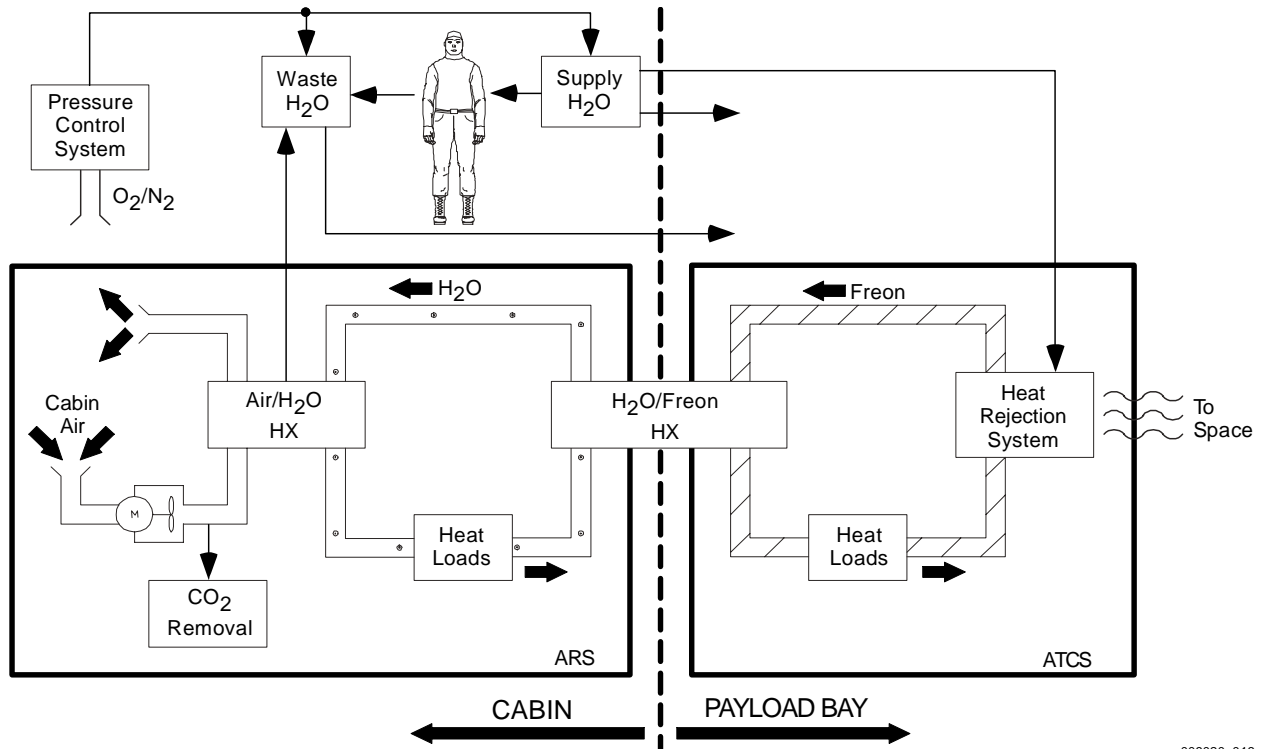 Waste
H₂O
Supply
H₂O
Pressure
Control
System
O₂/N₂
H₂O
Freon
Cabin
Air
Air/H₂O
HX
H₂O/Freon
HX
Heat
Rejection
System
To
Space
M
Heat
Loads
Heat
Loads
CO₂
Removal
ARS
ATCS
CABIN
PAYLOAD BAY